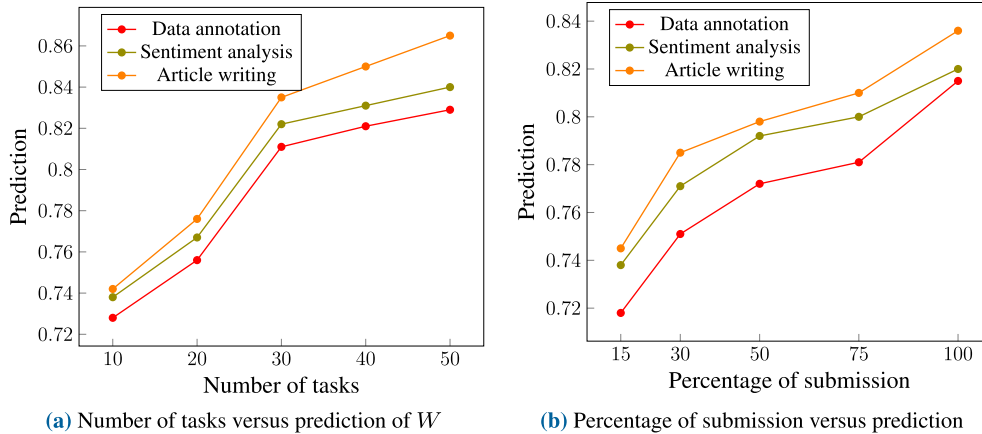 Data annotation
Sentiment analysis
Article writing
0.86
0.84
0.82
0.8
0.78
0.76
0.74
0.72
Prediction
10 20 30 40 50
Number of tasks
(a) Number of tasks versus prediction of W
Data annotation
Sentiment analysis
Article writing
0.84
0.82
0.8
0.78
0.76
0.74
0.72
Prediction
15 30 50 75 100
Percentage of submission
(b) Percentage of submission versus prediction